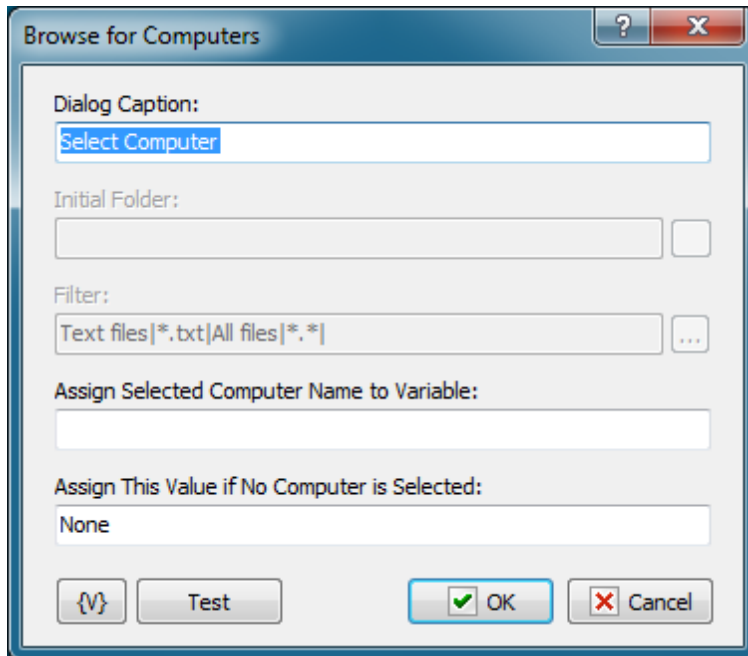 Browse for Computers
?
Dialog Caption:
Select Computer
Initial Folder:
Filter:
Text files|*.txt|All files|*.*|
...
Assign Selected Computer Name to Variable:
Assign This Value if No Computer is Selected:
None
{V} Test OK Cancel